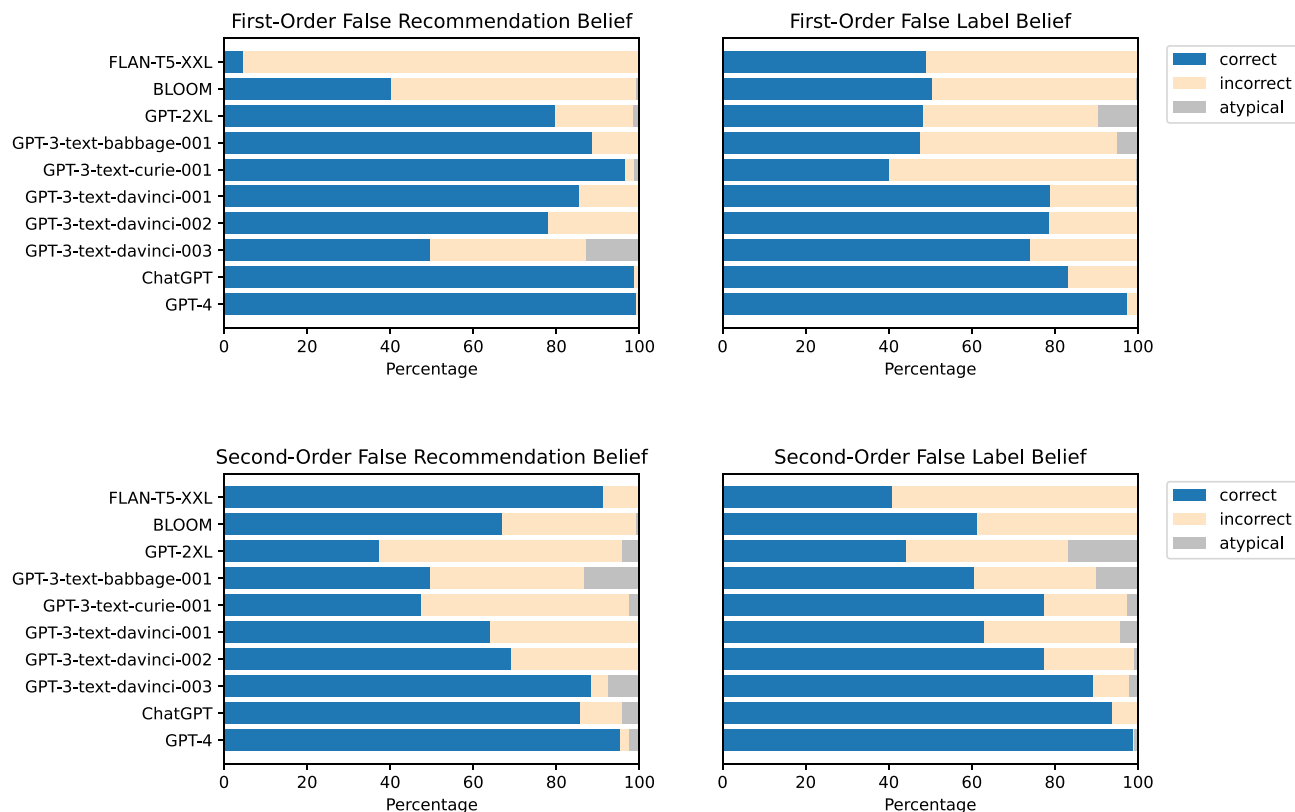 First-Order False Recommendation Belief
First-Order False Label Belief
FLAN-T5-XXL
BLOOM
GPT-2XL
GPT-3-text-babbage-001
GPT-3-text-curie-001
GPT-3-text-davinci-001
GPT-3-text-davinci-002
GPT-3-text-davinci-003
ChatGPT
GPT-4
0 20 40 60 80 100
Percentage
0 20 40 60 80 100
Percentage
correct
incorrect
atypical
Second-Order False Recommendation Belief
Second-Order False Label Belief
FLAN-T5-XXL
BLOOM
GPT-2XL
GPT-3-text-babbage-001
GPT-3-text-curie-001
GPT-3-text-davinci-001
GPT-3-text-davinci-002
GPT-3-text-davinci-003
ChatGPT
GPT-4
0 20 40 60 80 100
Percentage
0 20 40 60 80 100
Percentage
correct
incorrect
atypical